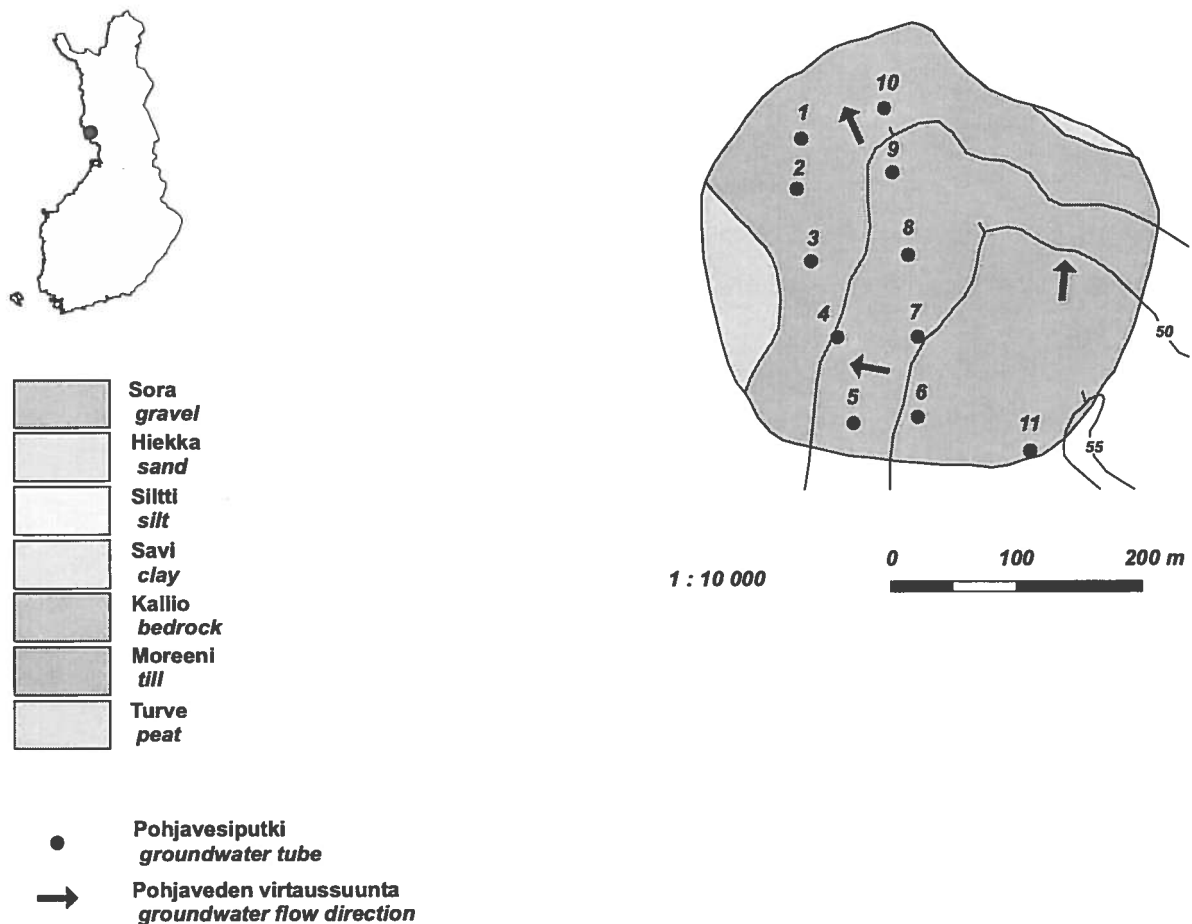 Sora
gravel
Hiekka
sand
Siltti
silt
Savi
clay
Kallio
bedrock
Moreeni
till
Turve
peat
Pohjavesiputki
groundwater tube
Pohjaveden virtaussuunta
groundwater flow direction
10
1
9
2
8
3
4
7
50
5
6
11
55
0 100 200 m
1 : 10 000